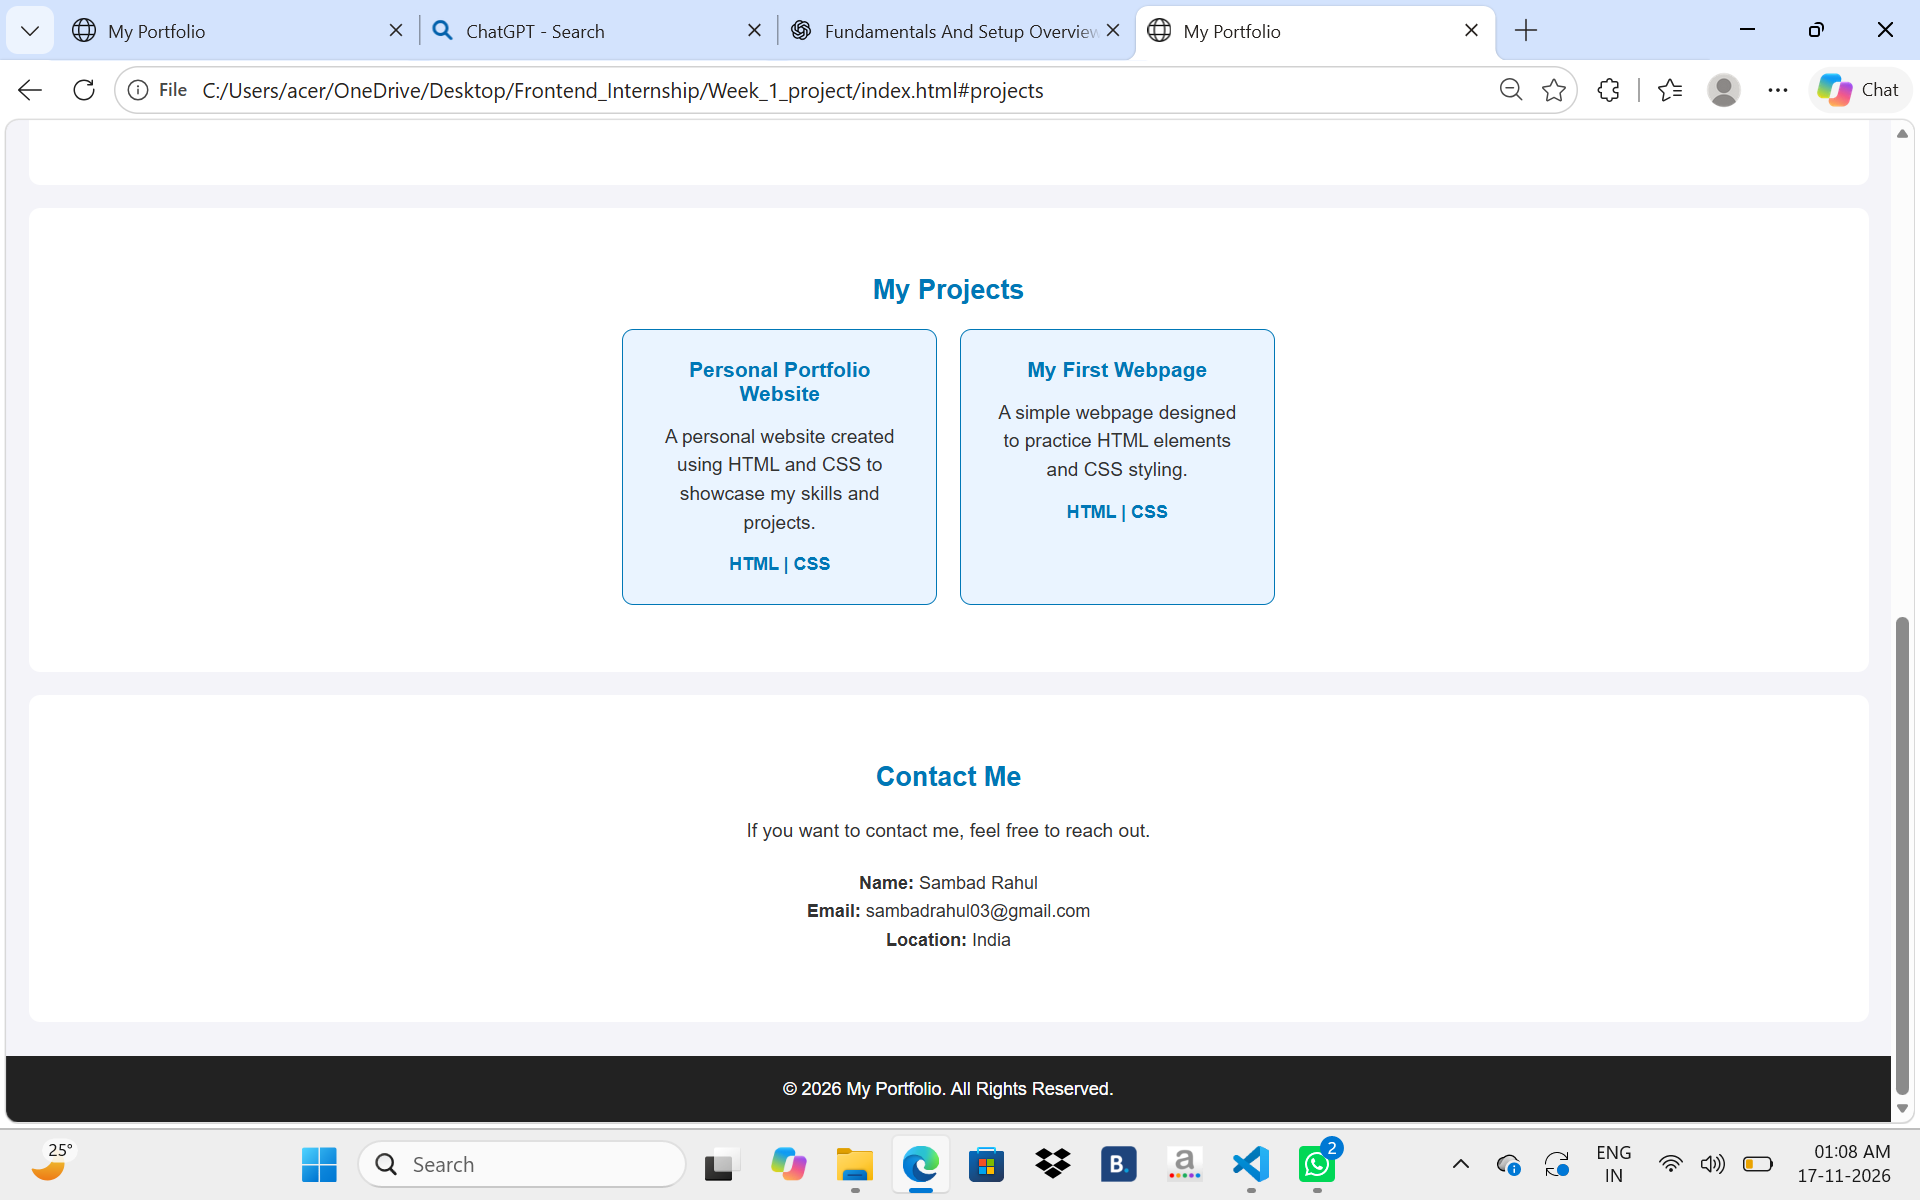 My Portfolio
ChatGPT - Search
Fundamentals And Setup Overview
My Portfolio
File C:/Users/acer/OneDrive/Desktop/Frontend_Internship/Week_1_project/index.html#projects
Chat
My Projects
Personal Portfolio
Website
A personal website created
using HTML and CSS to
showcase my skills and
projects.
HTML | CSS
My First Webpage
A simple webpage designed
to practice HTML elements
and CSS styling.
HTML | CSS
Contact Me
If you want to contact me, feel free to reach out.
Name: Sambad Rahul
Email: sambadrahul03@gmail.com
Location: India
© 2026 My Portfolio. All Rights Reserved.
25°
Search
B.
a
2
ENG
IN
01:08 AM
17-11-2026